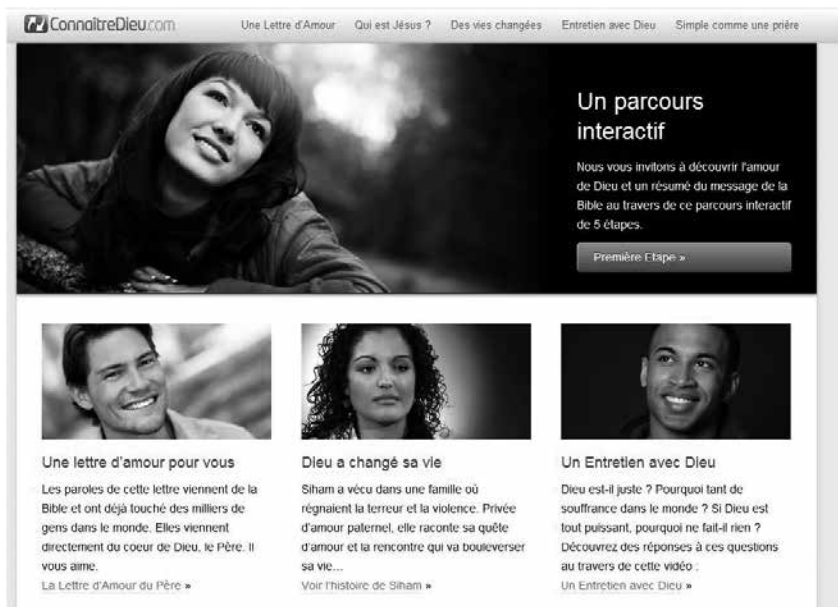 ConnaîtreDieu.com
Une Lettre d'Amour Qui est Jésus ? Des vies changées Entretien avec Dieu Simple comme une prière
Un parcours
interactif
Nous vous invitons à découvrir l'amour
de Dieu et un résumé du message de la
Bible au travers de ce parcours interactif
de 5 étapes.
Première Etape »
Une lettre d'amour pour vous
Les paroles de cette lettre viennent de la
Bible et ont déjà touché des milliers de
gens dans le monde. Elles viennent
directement du coeur de Dieu, le Père. Il
vous aime.
La Lettre d'Amour du Père »
Dieu a changé sa vie
Siham a vécu dans une famille où
régnaient la terreur et la violence. Privée
d'amour paternel, elle raconte sa quête
d'amour et la rencontre qui va bouleverser
sa vie...
Voir l'histoire de Siham »
Un Entretien avec Dieu
Dieu est-il juste ? Pourquoi tant de
souffrance dans le monde ? Si Dieu est
tout puissant, pourquoi ne fait-il rien ?
Découvrez des réponses à ces questions
au travers de cette vidéo :
Un Entretien avec Dieu »